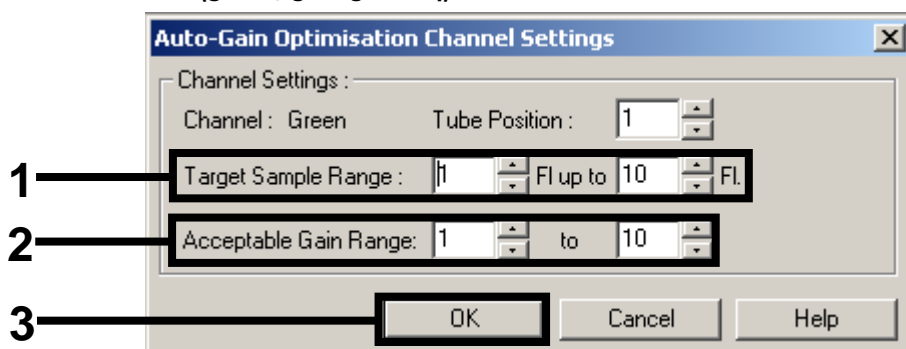 Auto-Gain Optimisation Channel Settings
Channel Settings :
Channel : Green Tube Position : 1
1 Target Sample Range : 1 Fl up to 10 Fl.
2 Acceptable Gain Range: 1 to 10
3 OK Cancel Help